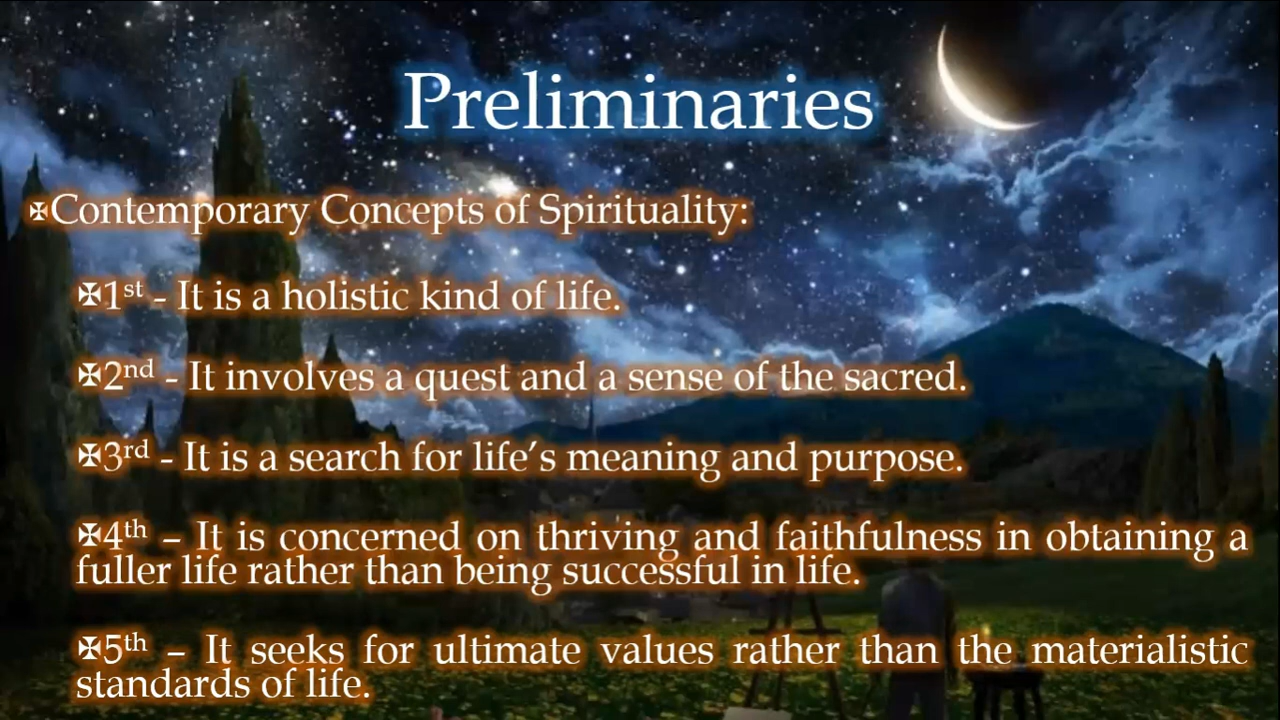 Preliminaries
✠Contemporary Concepts of Spirituality:
✠1st - It is a holistic kind of life.
✠2nd - It involves a quest and a sense of the sacred.
✠3rd - It is a search for life’s meaning and purpose.
✠4th – It is concerned on thriving and faithfulness in obtaining a
fuller life rather than being successful in life.
✠5th – It seeks for ultimate values rather than the materialistic
standards of life.